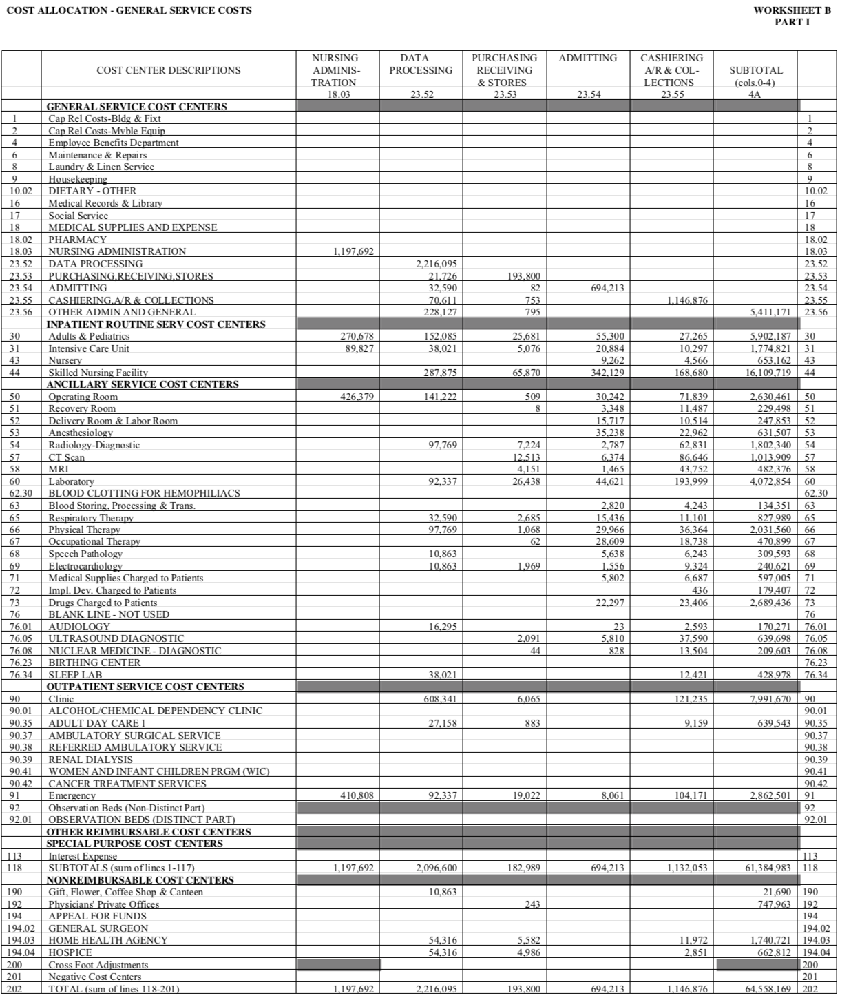 COST ALLOCATION - GENERAL SERVICE COSTS WORKSHEET B
PART I
NURSING DATA PURCHASING ADMITTING CASHIERING
COST CENTER DESCRIPTIONS ADMINIS- PROCESSING RECEIVING A/R & COL- SUBTOTAL
TRATION & STORES LECTIONS (cols.0-4)
18.03 23.52 23.53 23.54 23.55 4A
GENERAL SERVICE COST CENTERS
1 Cap Rel Costs-Bldg & Fixt 1
2 Cap Rel Costs-Mvble Equip 2
4 Employee Benefits Department 4
6 Maintenance & Repairs 6
8 Laundry & Linen Service 8
9 Housekeeping 9
10.02 DIETARY - OTHER 10.02
16 Medical Records & Library 16
17 Social Service 17
18 MEDICAL SUPPLIES AND EXPENSE 18
18.02 PHARMACY 18.02
18.03 NURSING ADMINISTRATION 1,197,692 18.03
23.52 DATA PROCESSING 2,216,095 23.52
23.53 PURCHASING,RECEIVING,STORES 21,726 193,800 23.53
23.54 ADMITTING 32,590 82 694,213 23.54
23.55 CASHIERING,A/R & COLLECTIONS 70,611 753 1,146,876 23.55
23.56 OTHER ADMIN AND GENERAL 228,127 795 5,411,171 23.56
INPATIENT ROUTINE SERV COST CENTERS
30 Adults & Pediatrics 270,678 152,085 25,681 55,300 27,265 5,902,187 30
31 Intensive Care Unit 89,827 38,021 5,076 20,884 10,297 1,774,821 31
43 Nursery 9,262 4,566 653,162 43
44 Skilled Nursing Facility 287,875 65,870 342,129 168,680 16,109,719 44
ANCILLARY SERVICE COST CENTERS
50 Operating Room 426,379 141,222 509 30,242 71,839 2,630,461 50
51 Recovery Room 8 3,348 11,487 229,498 51
52 Delivery Room & Labor Room 15,717 10,514 247,853 52
53 Anesthesiology 35,238 22,962 631,507 53
54 Radiology-Diagnostic 97,769 7,224 2,787 62,831 1,802,340 54
57 CT Scan 12,513 6,374 86,646 1,013,909 57
58 MRI 4,151 1,465 43,752 482,376 58
60 Laboratory 92,337 26,438 44,621 193,999 4,072,854 60
62.30 BLOOD CLOTTING FOR HEMOPHILIACS 62.30
63 Blood Storing, Processing & Trans. 2,820 4,243 134,351 63
65 Respiratory Therapy 32,590 2,685 15,436 11,101 827,989 65
66 Physical Therapy 97,769 1,068 29,966 36,364 2,031,560 66
67 Occupational Therapy 62 28,609 18,738 470,899 67
68 Speech Pathology 10,863 5,638 6,243 309,593 68
69 Electrocardiology 10,863 1,969 1,556 9,324 240,621 69
71 Medical Supplies Charged to Patients 5,802 6,687 597,005 71
72 Impl. Dev. Charged to Patients 436 179,407 72
73 Drugs Charged to Patients 22,297 23,406 2,689,436 73
76 BLANK LINE - NOT USED 76
76.01 AUDIOLOGY 16,295 23 2,593 170,271 76.01
76.05 ULTRASOUND DIAGNOSTIC 2,091 5,810 37,590 639,698 76.05
76.08 NUCLEAR MEDICINE - DIAGNOSTIC 44 828 13,504 209,603 76.08
76.23 BIRTHING CENTER 76.23
76.34 SLEEP LAB 38,021 12,421 428,978 76.34
OUTPATIENT SERVICE COST CENTERS
90 Clinic 608,341 6,065 121,235 7,991,670 90
90.01 ALCOHOL/CHEMICAL DEPENDENCY CLINIC 90.01
90.35 ADULT DAY CARE 1 27,158 883 9,159 639,543 90.35
90.37 AMBULATORY SURGICAL SERVICE 90.37
90.38 REFERRED AMBULATORY SERVICE 90.38
90.39 RENAL DIALYSIS 90.39
90.41 WOMEN AND INFANT CHILDREN PRGM (WIC) 90.41
90.42 CANCER TREATMENT SERVICES 90.42
91 Emergency 410,808 92,337 19,022 8,061 104,171 2,862,501 91
92 Observation Beds (Non-Distinct Part) 92
92.01 OBSERVATION BEDS (DISTINCT PART) 92.01
OTHER REIMBURSABLE COST CENTERS
SPECIAL PURPOSE COST CENTERS
113 Interest Expense 113
118 SUBTOTALS (sum of lines 1-117) 1,197,692 2,096,600 182,989 694,213 1,132,053 61,384,983 118
NONREIMBURSABLE COST CENTERS
190 Gift, Flower, Coffee Shop & Canteen 10,863 21,690 190
192 Physicians' Private Offices 243 747,963 192
194 APPEAL FOR FUNDS 194
194.02 GENERAL SURGEON 194.02
194.03 HOME HEALTH AGENCY 54,316 5,582 11,972 1,740,721 194.03
194.04 HOSPICE 54,316 4,986 2,851 662,812 194.04
200 Cross Foot Adjustments 200
201 Negative Cost Centers 201
202 TOTAL (sum of lines 118-201) 1,197,692 2,216,095 193,800 694,213 1,146,876 64,558,169 202